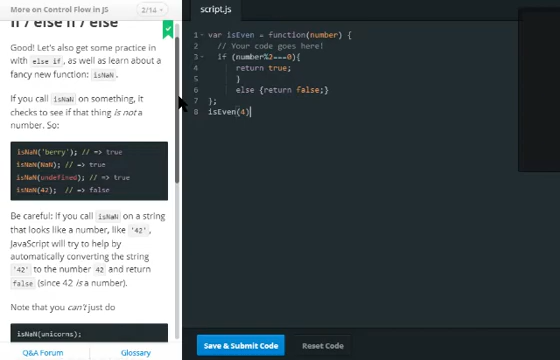 More on Control Flow in JS 2/14
if / else if / else
Good! Let's also get some practice in
with else if, as well as learn about a
fancy new function: isNaN.
If you call isNaN on something, it
checks to see if that thing is not a
number. So:
isNaN('berry'); // => true
isNaN(NaN); // => true
isNaN(undefined); // => true
isNaN(42); // => false
Be careful: If you call isNaN on a string
that looks like a number, like '42',
JavaScript will try to help by
automatically converting the string
'42' to the number 42 and return
false (since 42 is a number).
Note that you can't just do
isNaN(unicorns);
Q&A Forum Glossary
script.js
1 var isEven = function(number) {
2 // Your code goes here!
3 if (number%2===0){
4 return true;
5 }
6 else {return false;}
7 };
8 isEven(4)
Save & Submit Code Reset Code